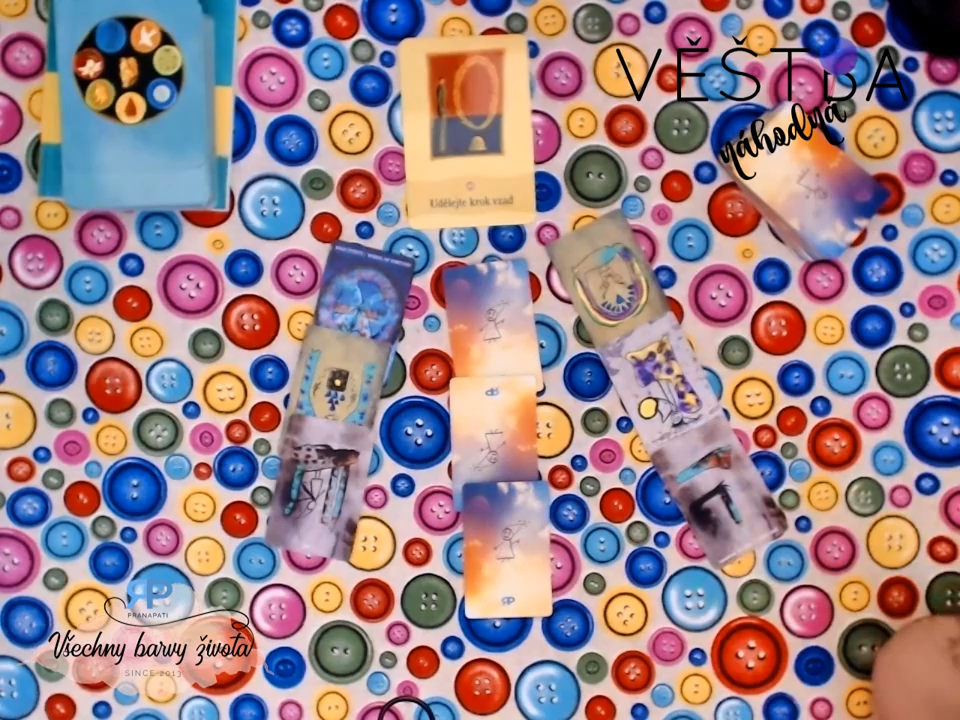 VĚŠTBA
náhodná
Udělejte krok vzad
PRANAPATI
Všechny barvy života
SINCE 2013